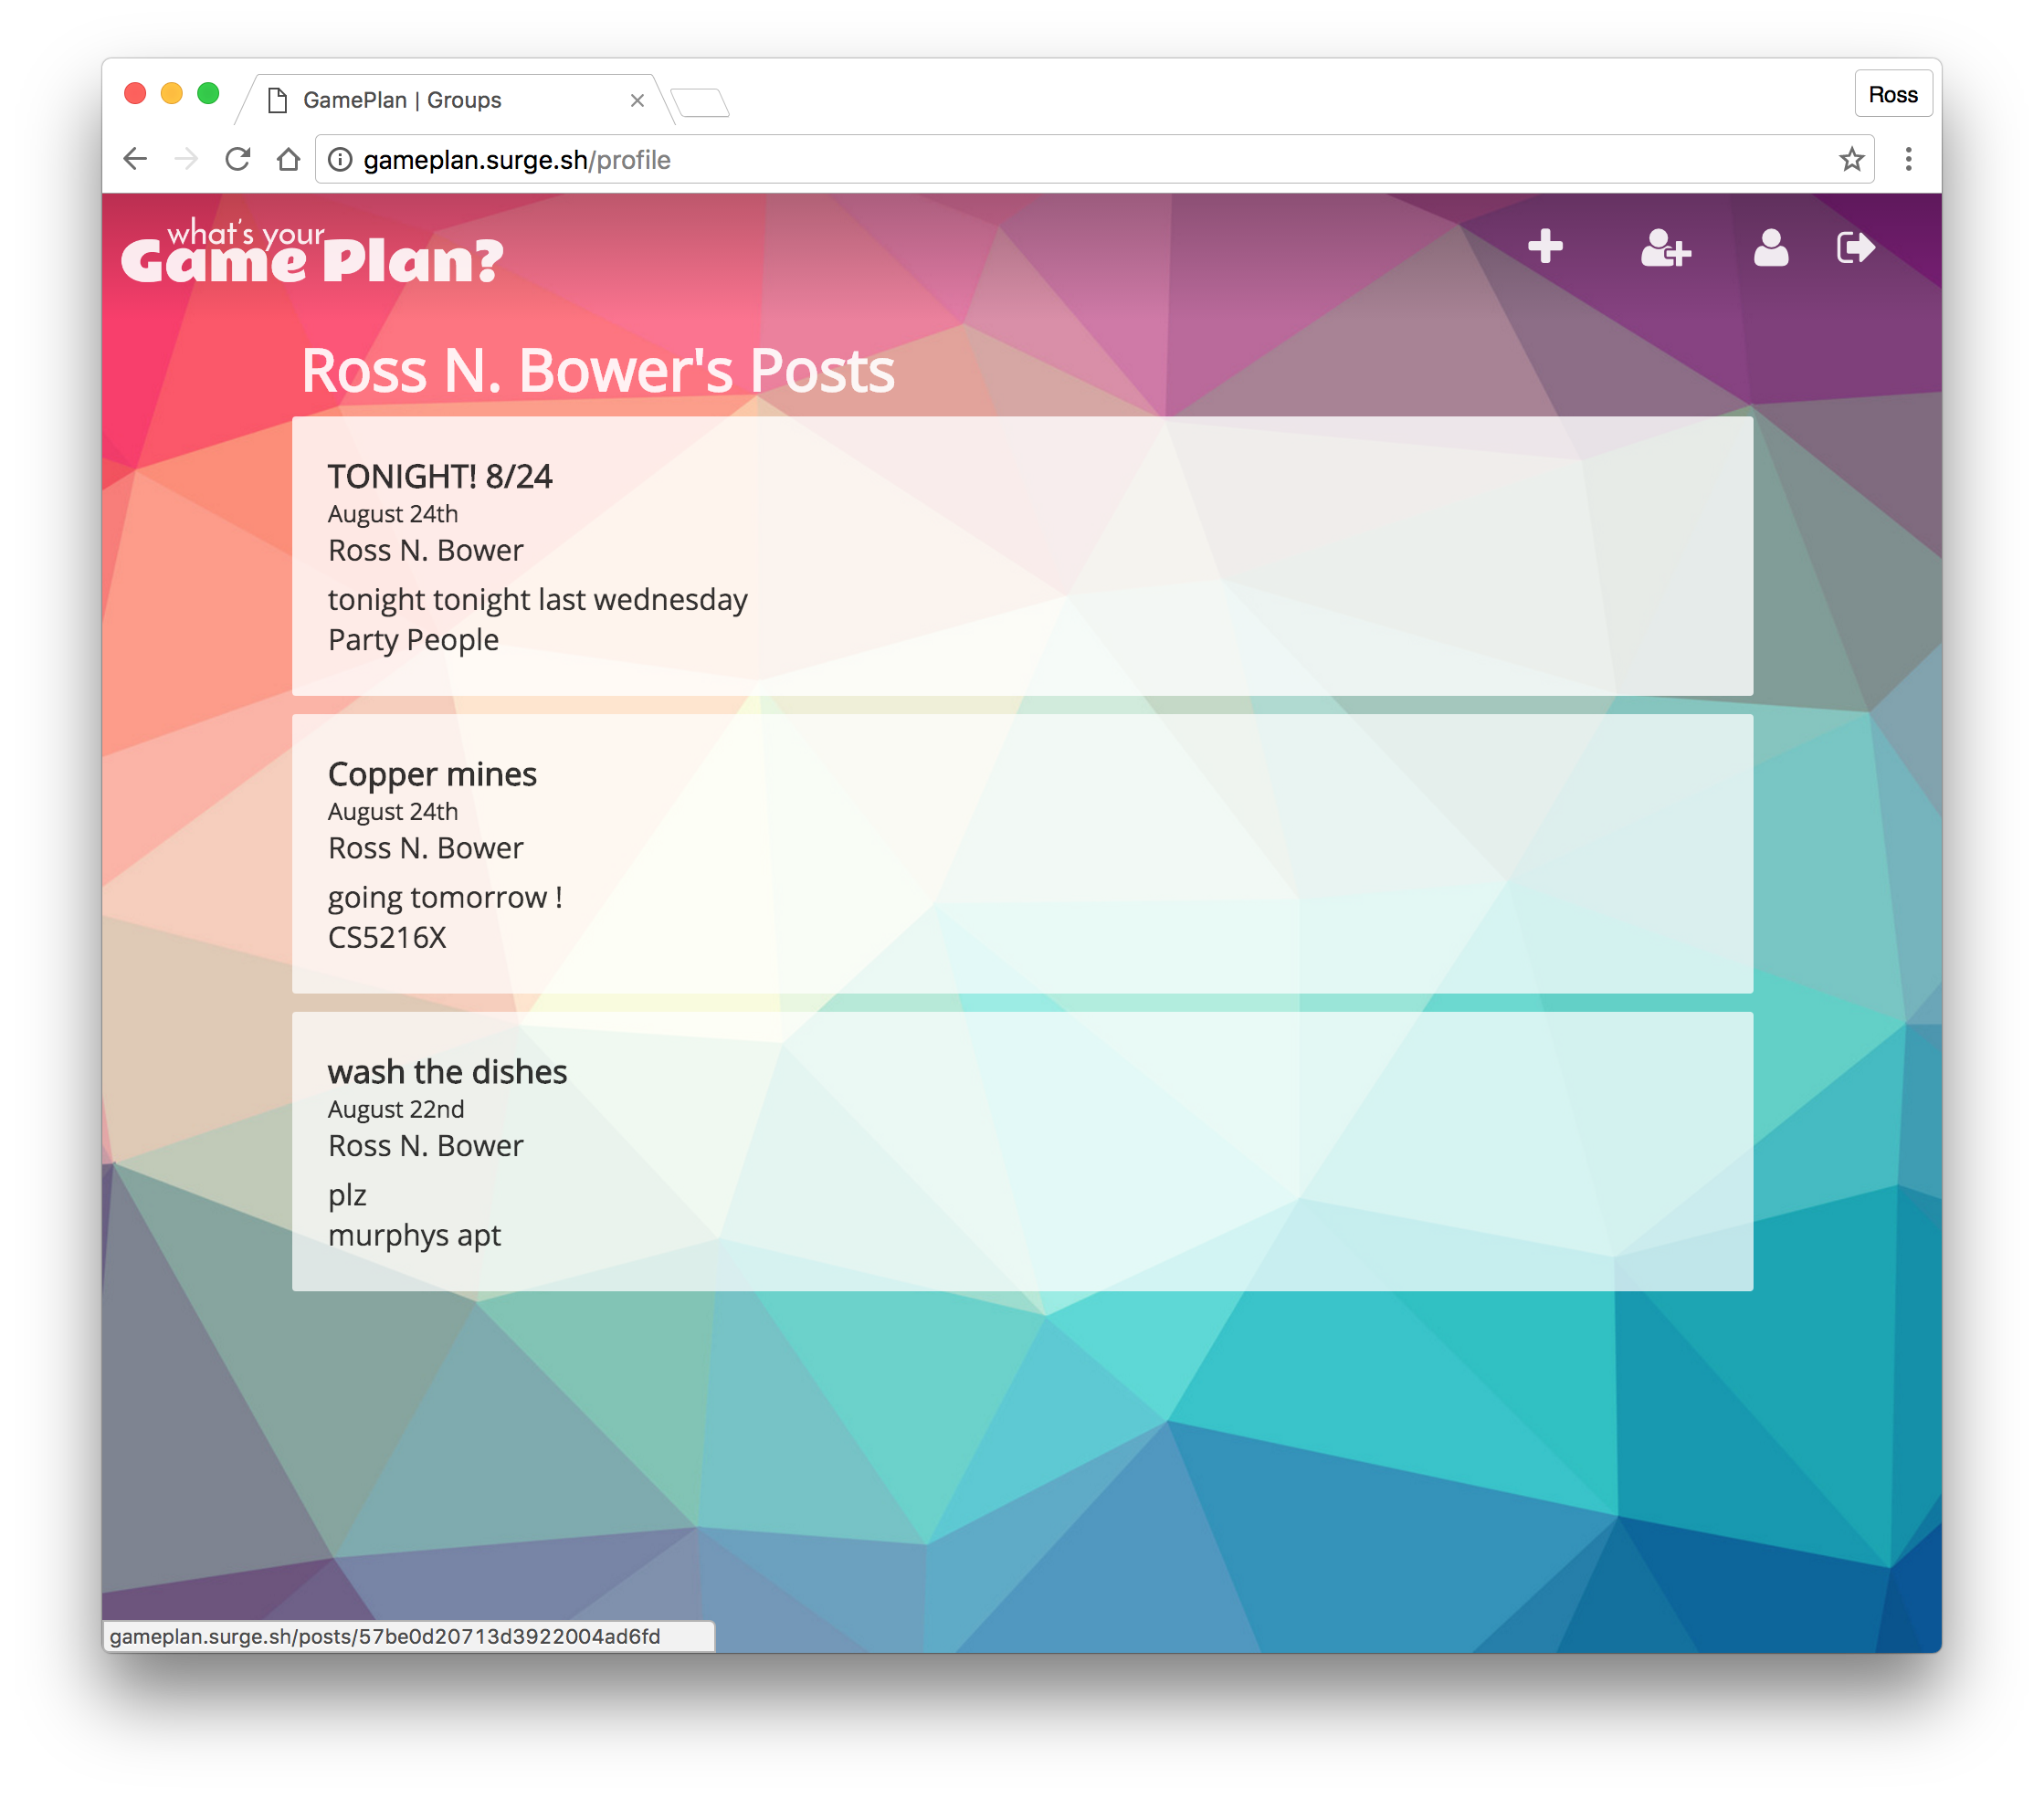 GamePlan | Groups
Ross
gameplan.surge.sh/profile
what's your
Game Plan?
Ross N. Bower's Posts
TONIGHT! 8/24
August 24th
Ross N. Bower
tonight tonight last wednesday
Party People
Copper mines
August 24th
Ross N. Bower
going tomorrow !
CS5216X
wash the dishes
August 22nd
Ross N. Bower
plz
murphys apt
gameplan.surge.sh/posts/57be0d20713d3922004ad6fd